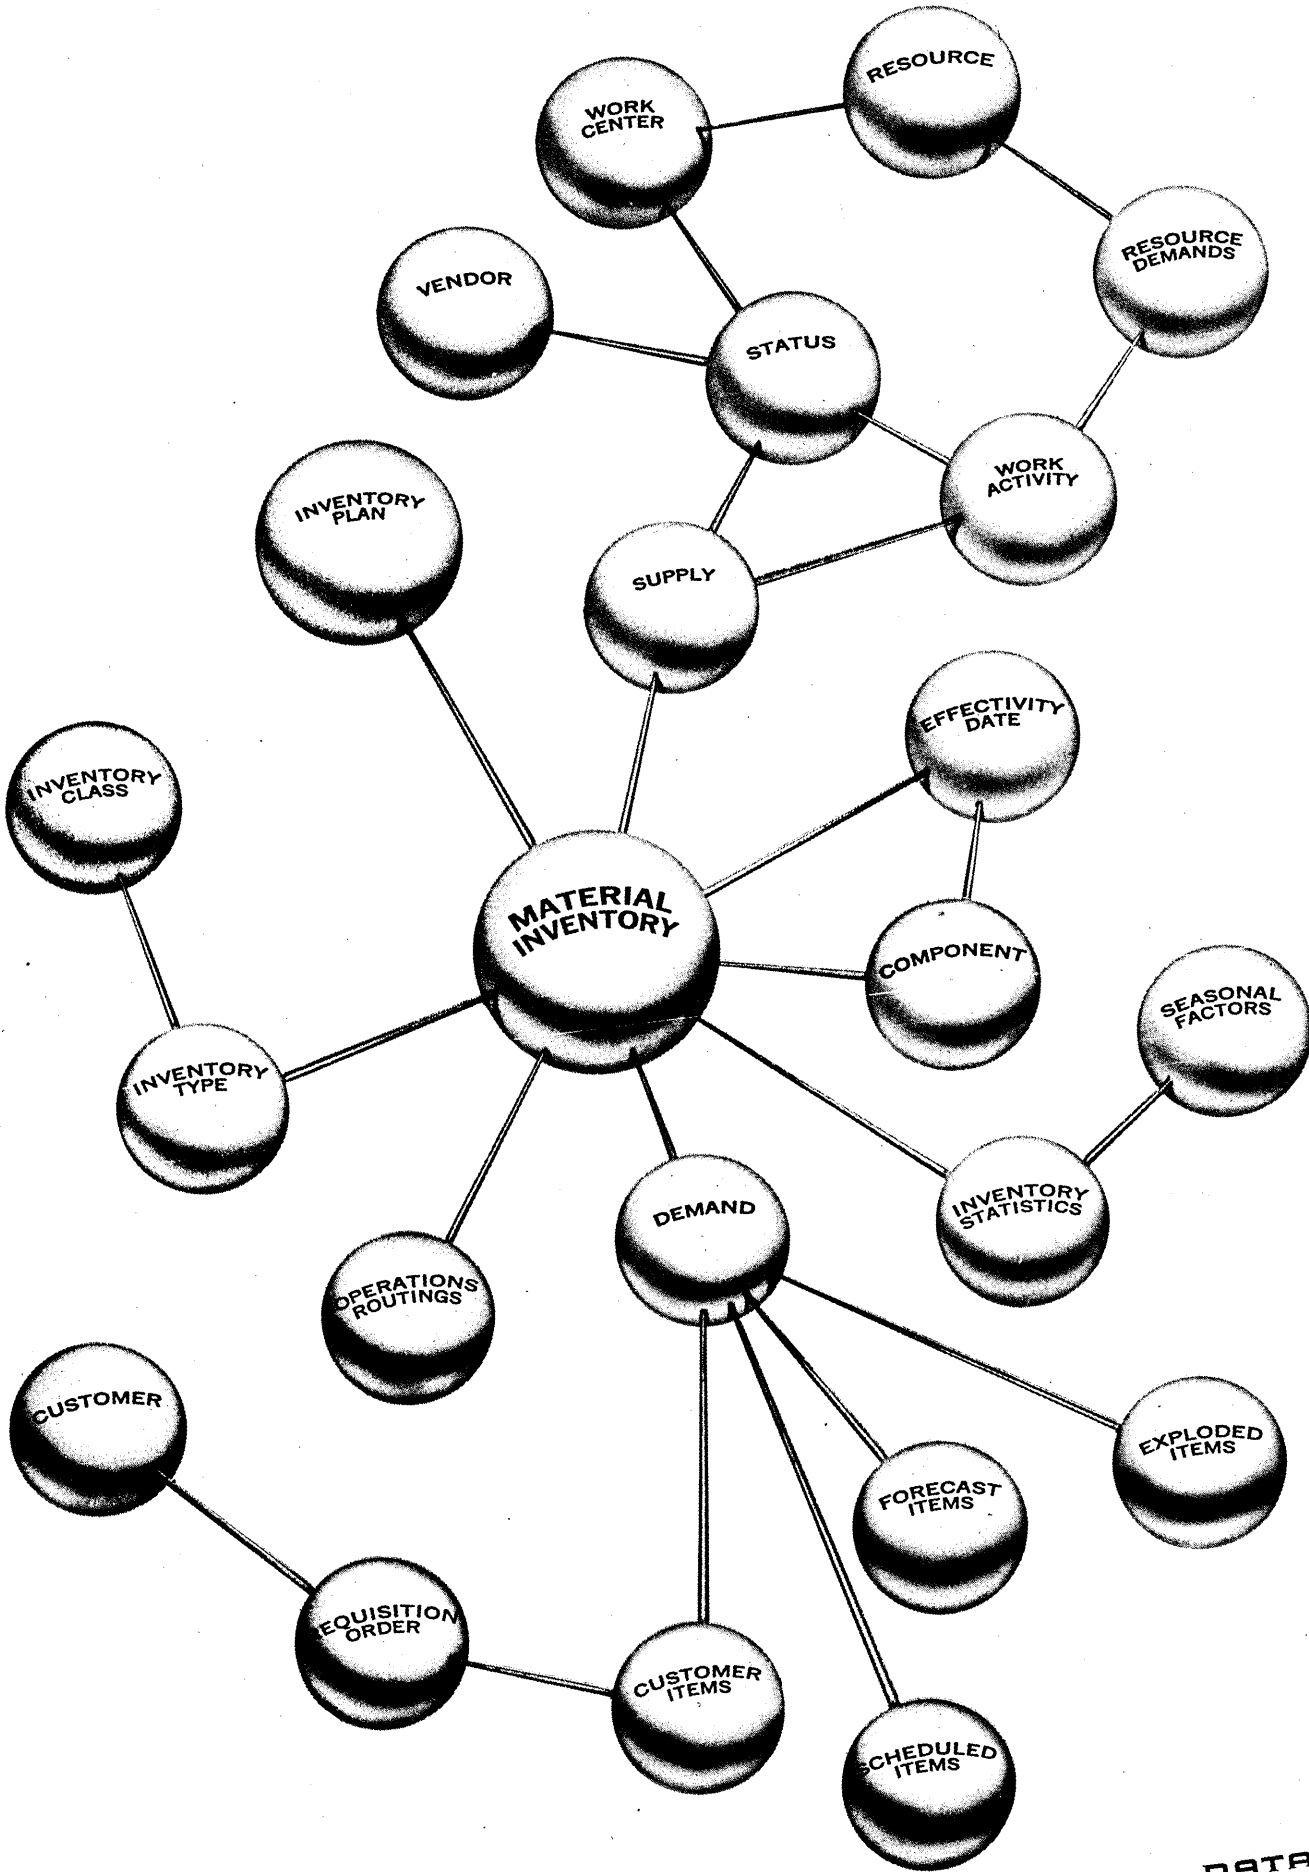 RESOURCE
WORK
CENTER
RESOURCE
DEMANDS
VENDOR
STATUS
WORK
ACTIVITY
INVENTORY
PLAN
SUPPLY
EFFECTIVITY
DATE
INVENTORY
CLASS
MATERIAL
INVENTORY
COMPONENT
SEASONAL
FACTORS
INVENTORY
TYPE
INVENTORY
STATISTICS
DEMAND
OPERATIONS
ROUTINGS
CUSTOMER
EXPLODED
ITEMS
FORECAST
ITEMS
EQUISITION
ORDER
CUSTOMER
ITEMS
SCHEDULED
ITEMS
DATA